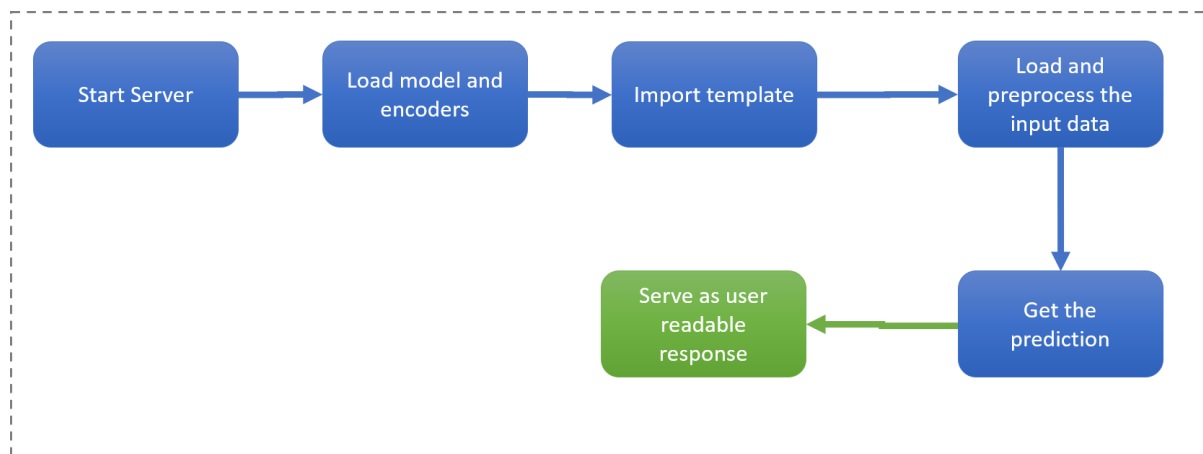 Start Server
Load model and
encoders
Import template
Load and
preprocess the
input data
Get the
prediction
Serve as user
readable
response